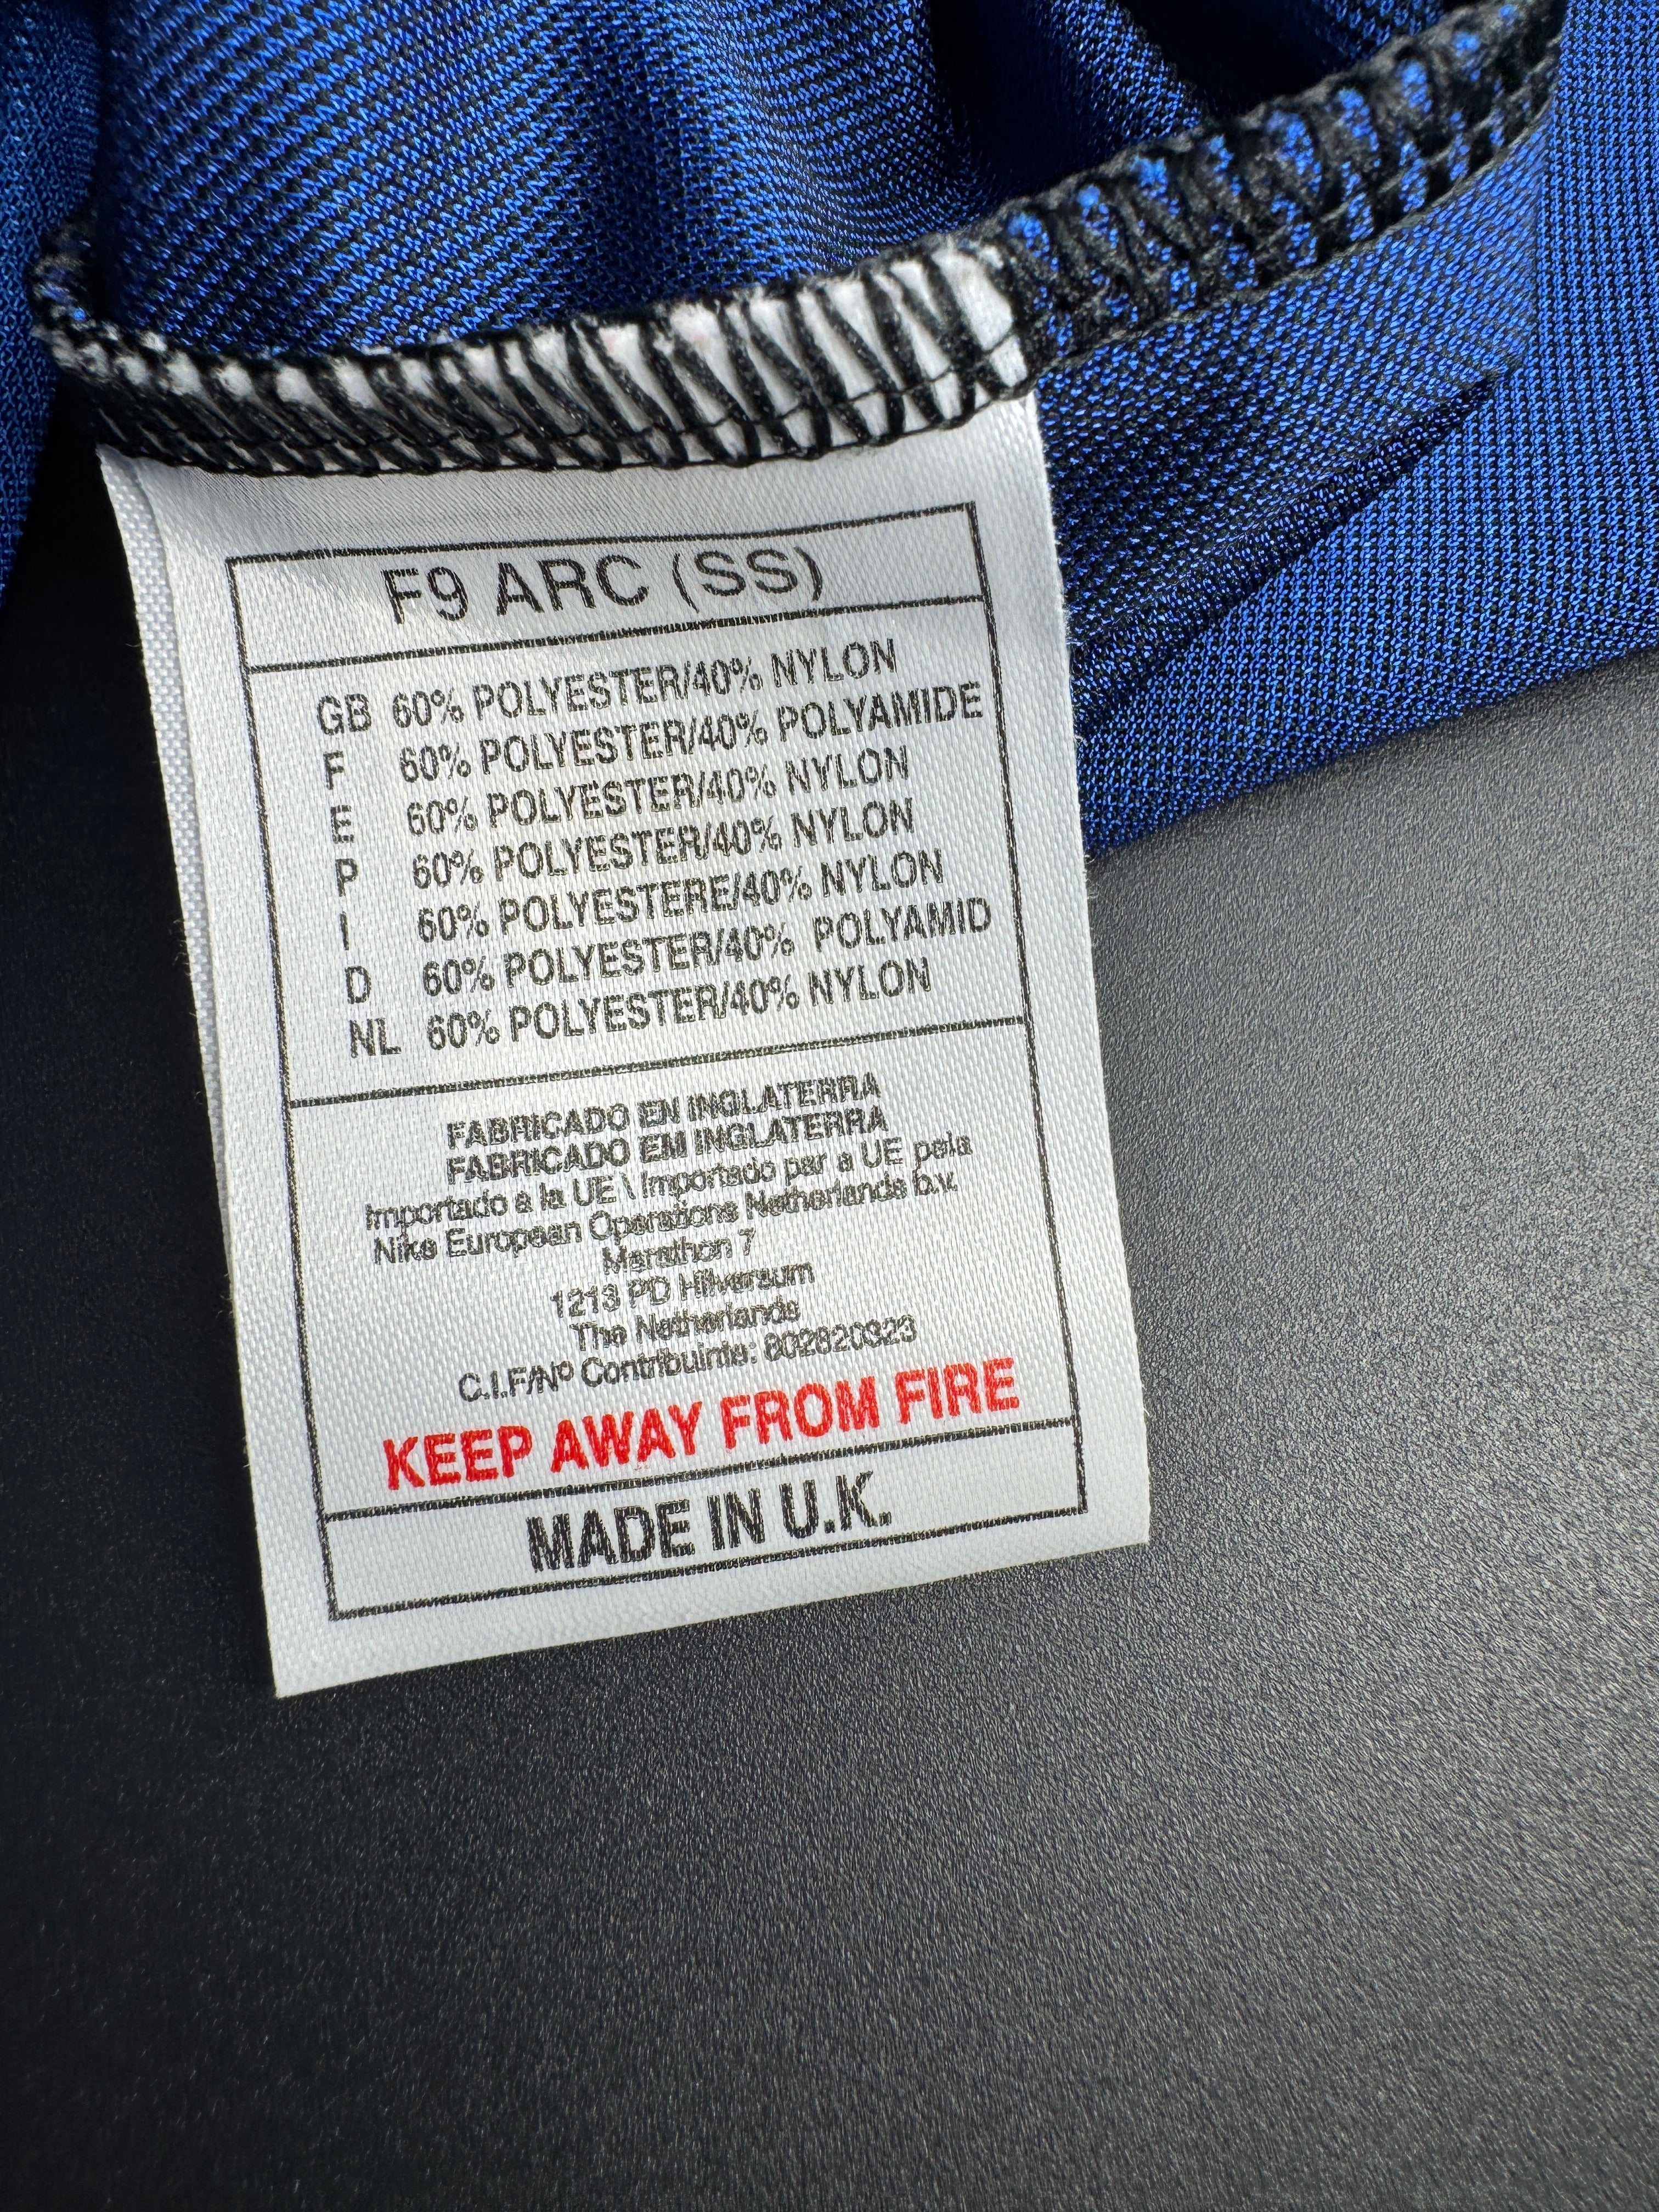 F9 ARC (SS)
GB 60% POLYESTER/40% NYLON
F 60% POLYESTER/40% POLYAMIDE
E 60% POLYESTER/40% NYLON
P 60% POLYESTER/40% NYLON
I 60% POLYESTERE/40% NYLON
D 60% POLYESTER/40% POLYAMID
NL 60% POLYESTER/40% NYLON
FABRICADO EN INGLATERRA
FABRICADO EM INGLATERRA
Importado a la UE \ Importado par a UE pela
Nike European Operations Netherlands b.v.
Marathon 7
1213 PD Hilversum
The Netherlands
C.I.F/Nº Contribuinte: 802820323
KEEP AWAY FROM FIRE
MADE IN U.K.